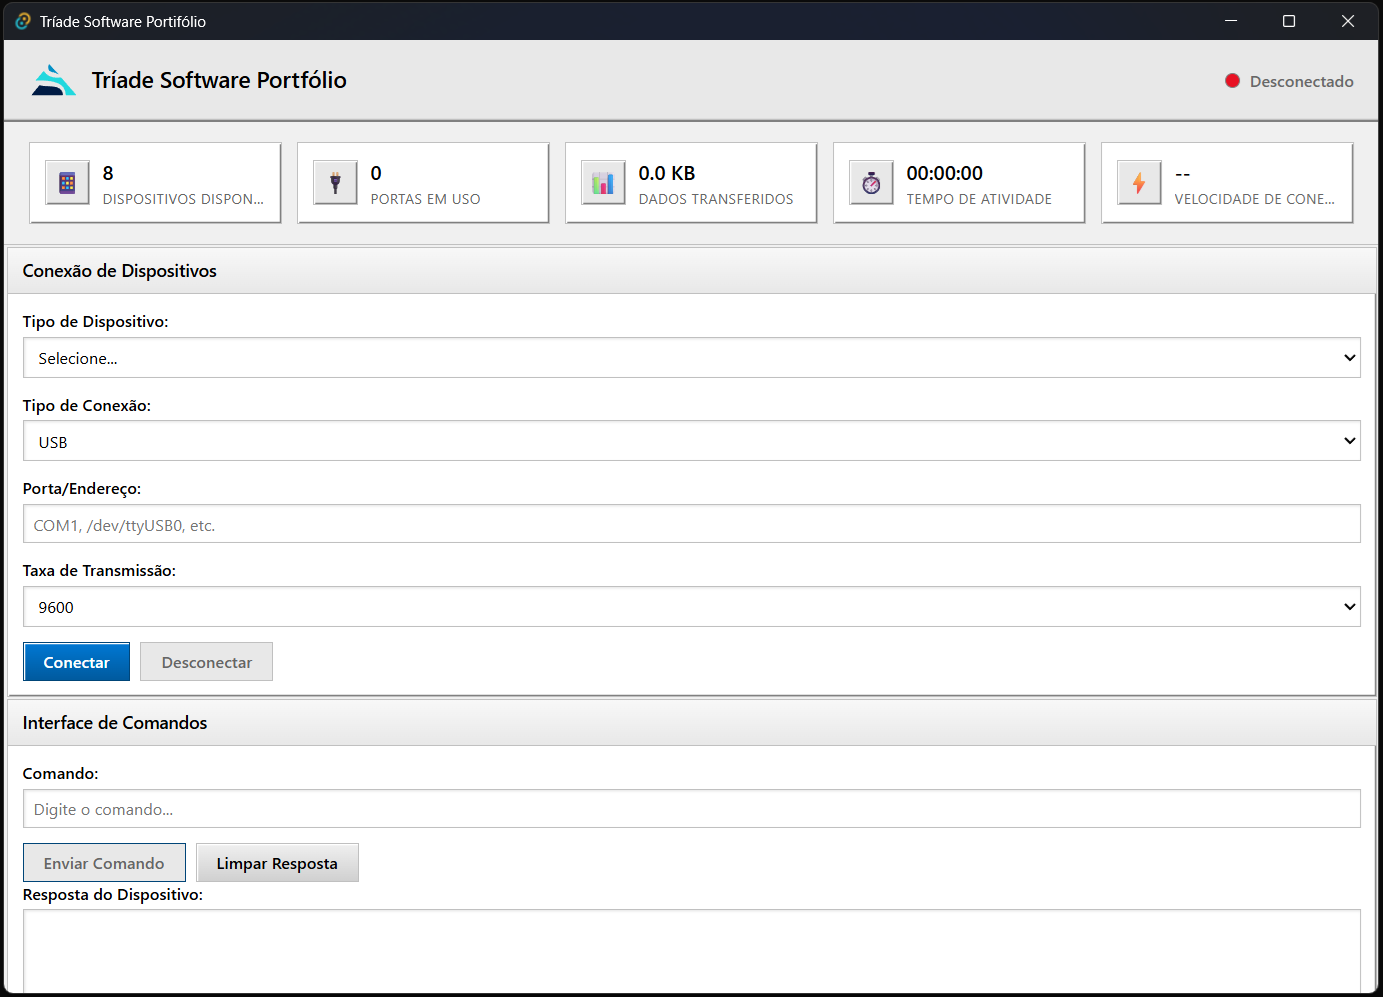 Tríade Software Portifólio
Tríade Software Portfólio
Desconectado
8
DISPOSITIVOS DISPON...
0
PORTAS EM USO
0.0 KB
DADOS TRANSFERIDOS
00:00:00
TEMPO DE ATIVIDADE
--
VELOCIDADE DE CONE...
Conexão de Dispositivos
Tipo de Dispositivo:
Selecione...
Tipo de Conexão:
USB
Porta/Endereço:
COM1, /dev/ttyUSB0, etc.
Taxa de Transmissão:
9600
Conectar
Desconectar
Interface de Comandos
Comando:
Digite o comando...
Enviar Comando
Limpar Resposta
Resposta do Dispositivo: